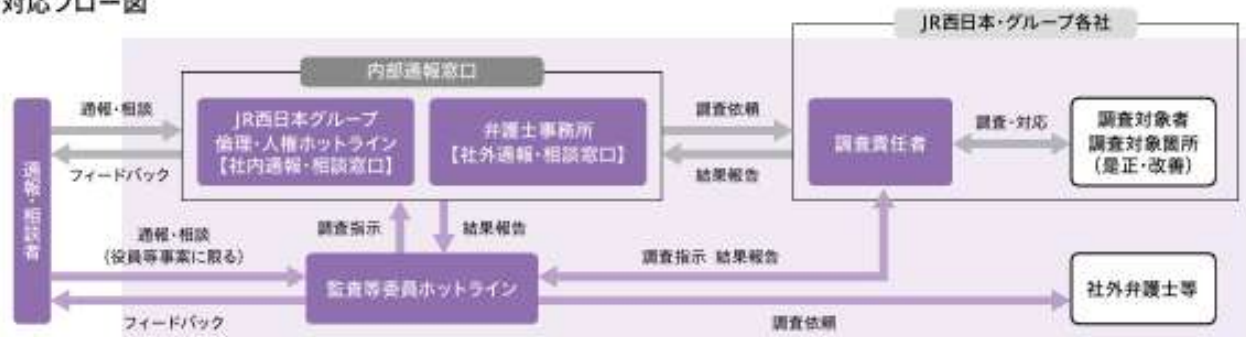 対応フロー図
JR西日本・グループ各社
内部通報窓口
通報・相談
フィードバック
通報・相談者
JR西日本グループ
倫理・人権ホットライン
【社内通報・相談窓口】
弁護士事務所
【社外通報・相談窓口】
調査依頼
結果報告
調査責任者
調査・対応
調査対象者
調査対象箇所
(是正・改善)
通報・相談
(役員等事案に限る)
調査指示
結果報告
調査指示 結果報告
監査等委員ホットライン
社外弁護士等
フィードバック
調査依頼